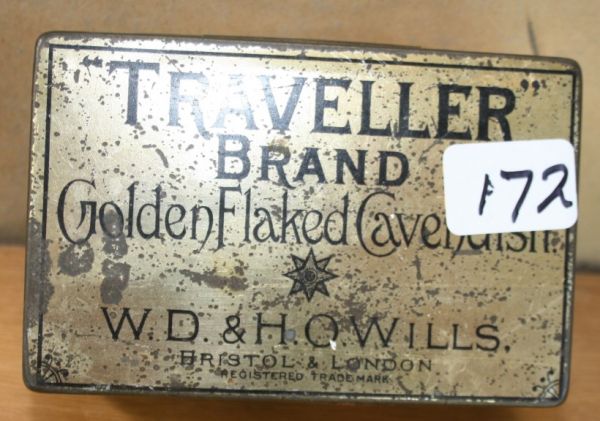 "TRAVELLER"
BRAND
Golden Flaked Cavendish.
172
W.D. & H.O. WILLS,
BRISTOL & LONDON
REGISTERED TRADE MARK